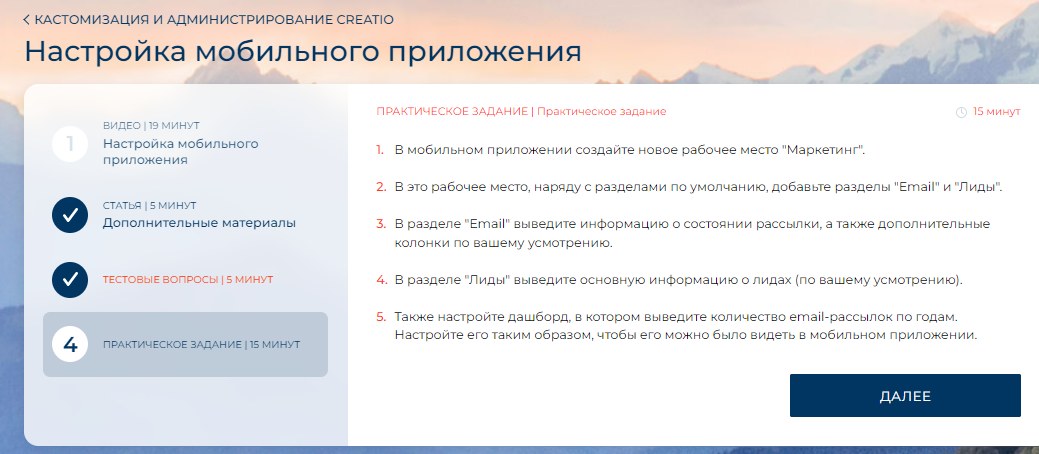 КАСТОМИЗАЦИЯ И АДМИНИСТРИРОВАНИЕ CREATIO
Настройка мобильного приложения
1
ВИДЕО | 19 МИНУТ
Настройка мобильного
приложения
СТАТЬЯ | 5 МИНУТ
Дополнительные материалы
ТЕСТОВЫЕ ВОПРОСЫ | 5 МИНУТ
4
ПРАКТИЧЕСКОЕ ЗАДАНИЕ | 15 МИНУТ
ПРАКТИЧЕСКОЕ ЗАДАНИЕ | Практическое задание
15 минут
1. В мобильном приложении создайте новое рабочее место "Маркетинг".
2. В это рабочее место, наряду с разделами по умолчанию, добавьте разделы "Email" и "Лиды".
3. В разделе "Email" выведите информацию о состоянии рассылки, а также дополнительные
колонки по вашему усмотрению.
4. В разделе "Лиды" выведите основную информацию о лидах (по вашему усмотрению).
5. Также настройте дашборд, в котором выведите количество email-рассылок по годам.
Настройте его таким образом, чтобы его можно было видеть в мобильном приложении.
ДАЛЕЕ